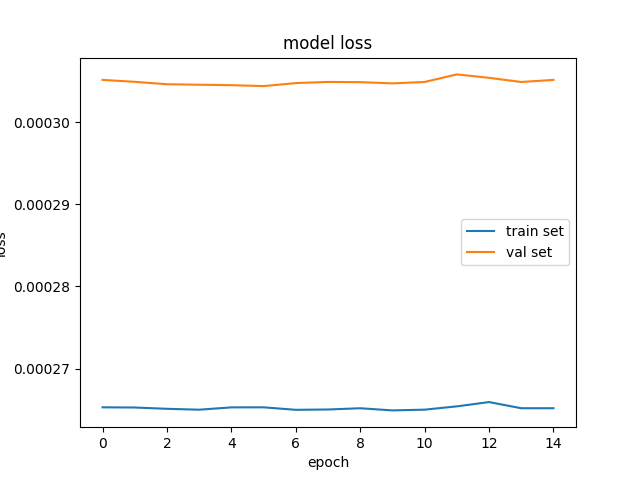 model loss
0.00030
0.00029
0.00028
0.00027
loss
train set
val set
0 2 4 6 8 10 12 14
epoch